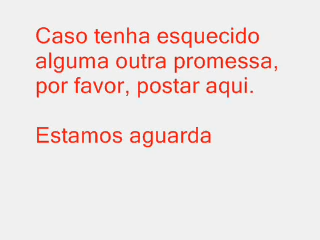 Caso tenha esquecido
alguma outra promessa,
por favor, postar aqui.
Estamos aguarda